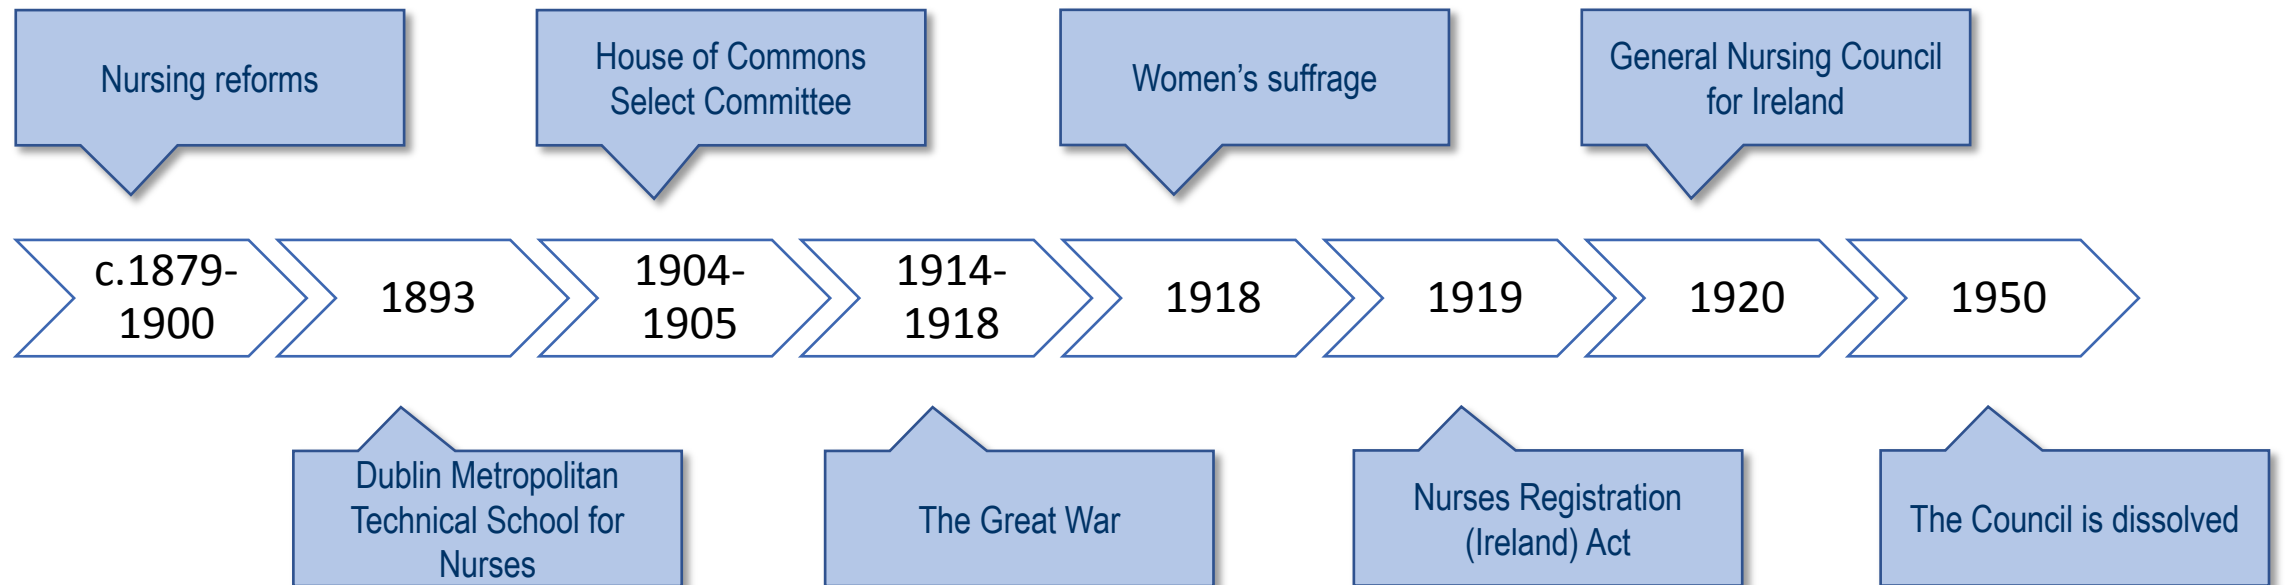 Nursing reforms
House of Commons
Select Committee
Women’s suffrage
General Nursing Council
for Ireland
c.1879-
1900
1893
1904-
1905
1914-
1918
1918
1919
1920
1950
Dublin Metropolitan
Technical School for
Nurses
The Great War
Nurses Registration
(Ireland) Act
The Council is dissolved